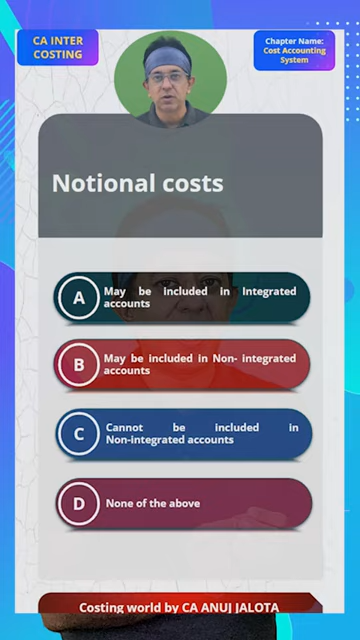 CA INTER
COSTING
Chapter Name:
Cost Accounting
System
Notional costs
A
May be included in Integrated
accounts
B
May be included in Non- integrated
accounts
C
Cannot be included in
Non-integrated accounts
D
None of the above
Costing world by CA ANUJ JALOTA